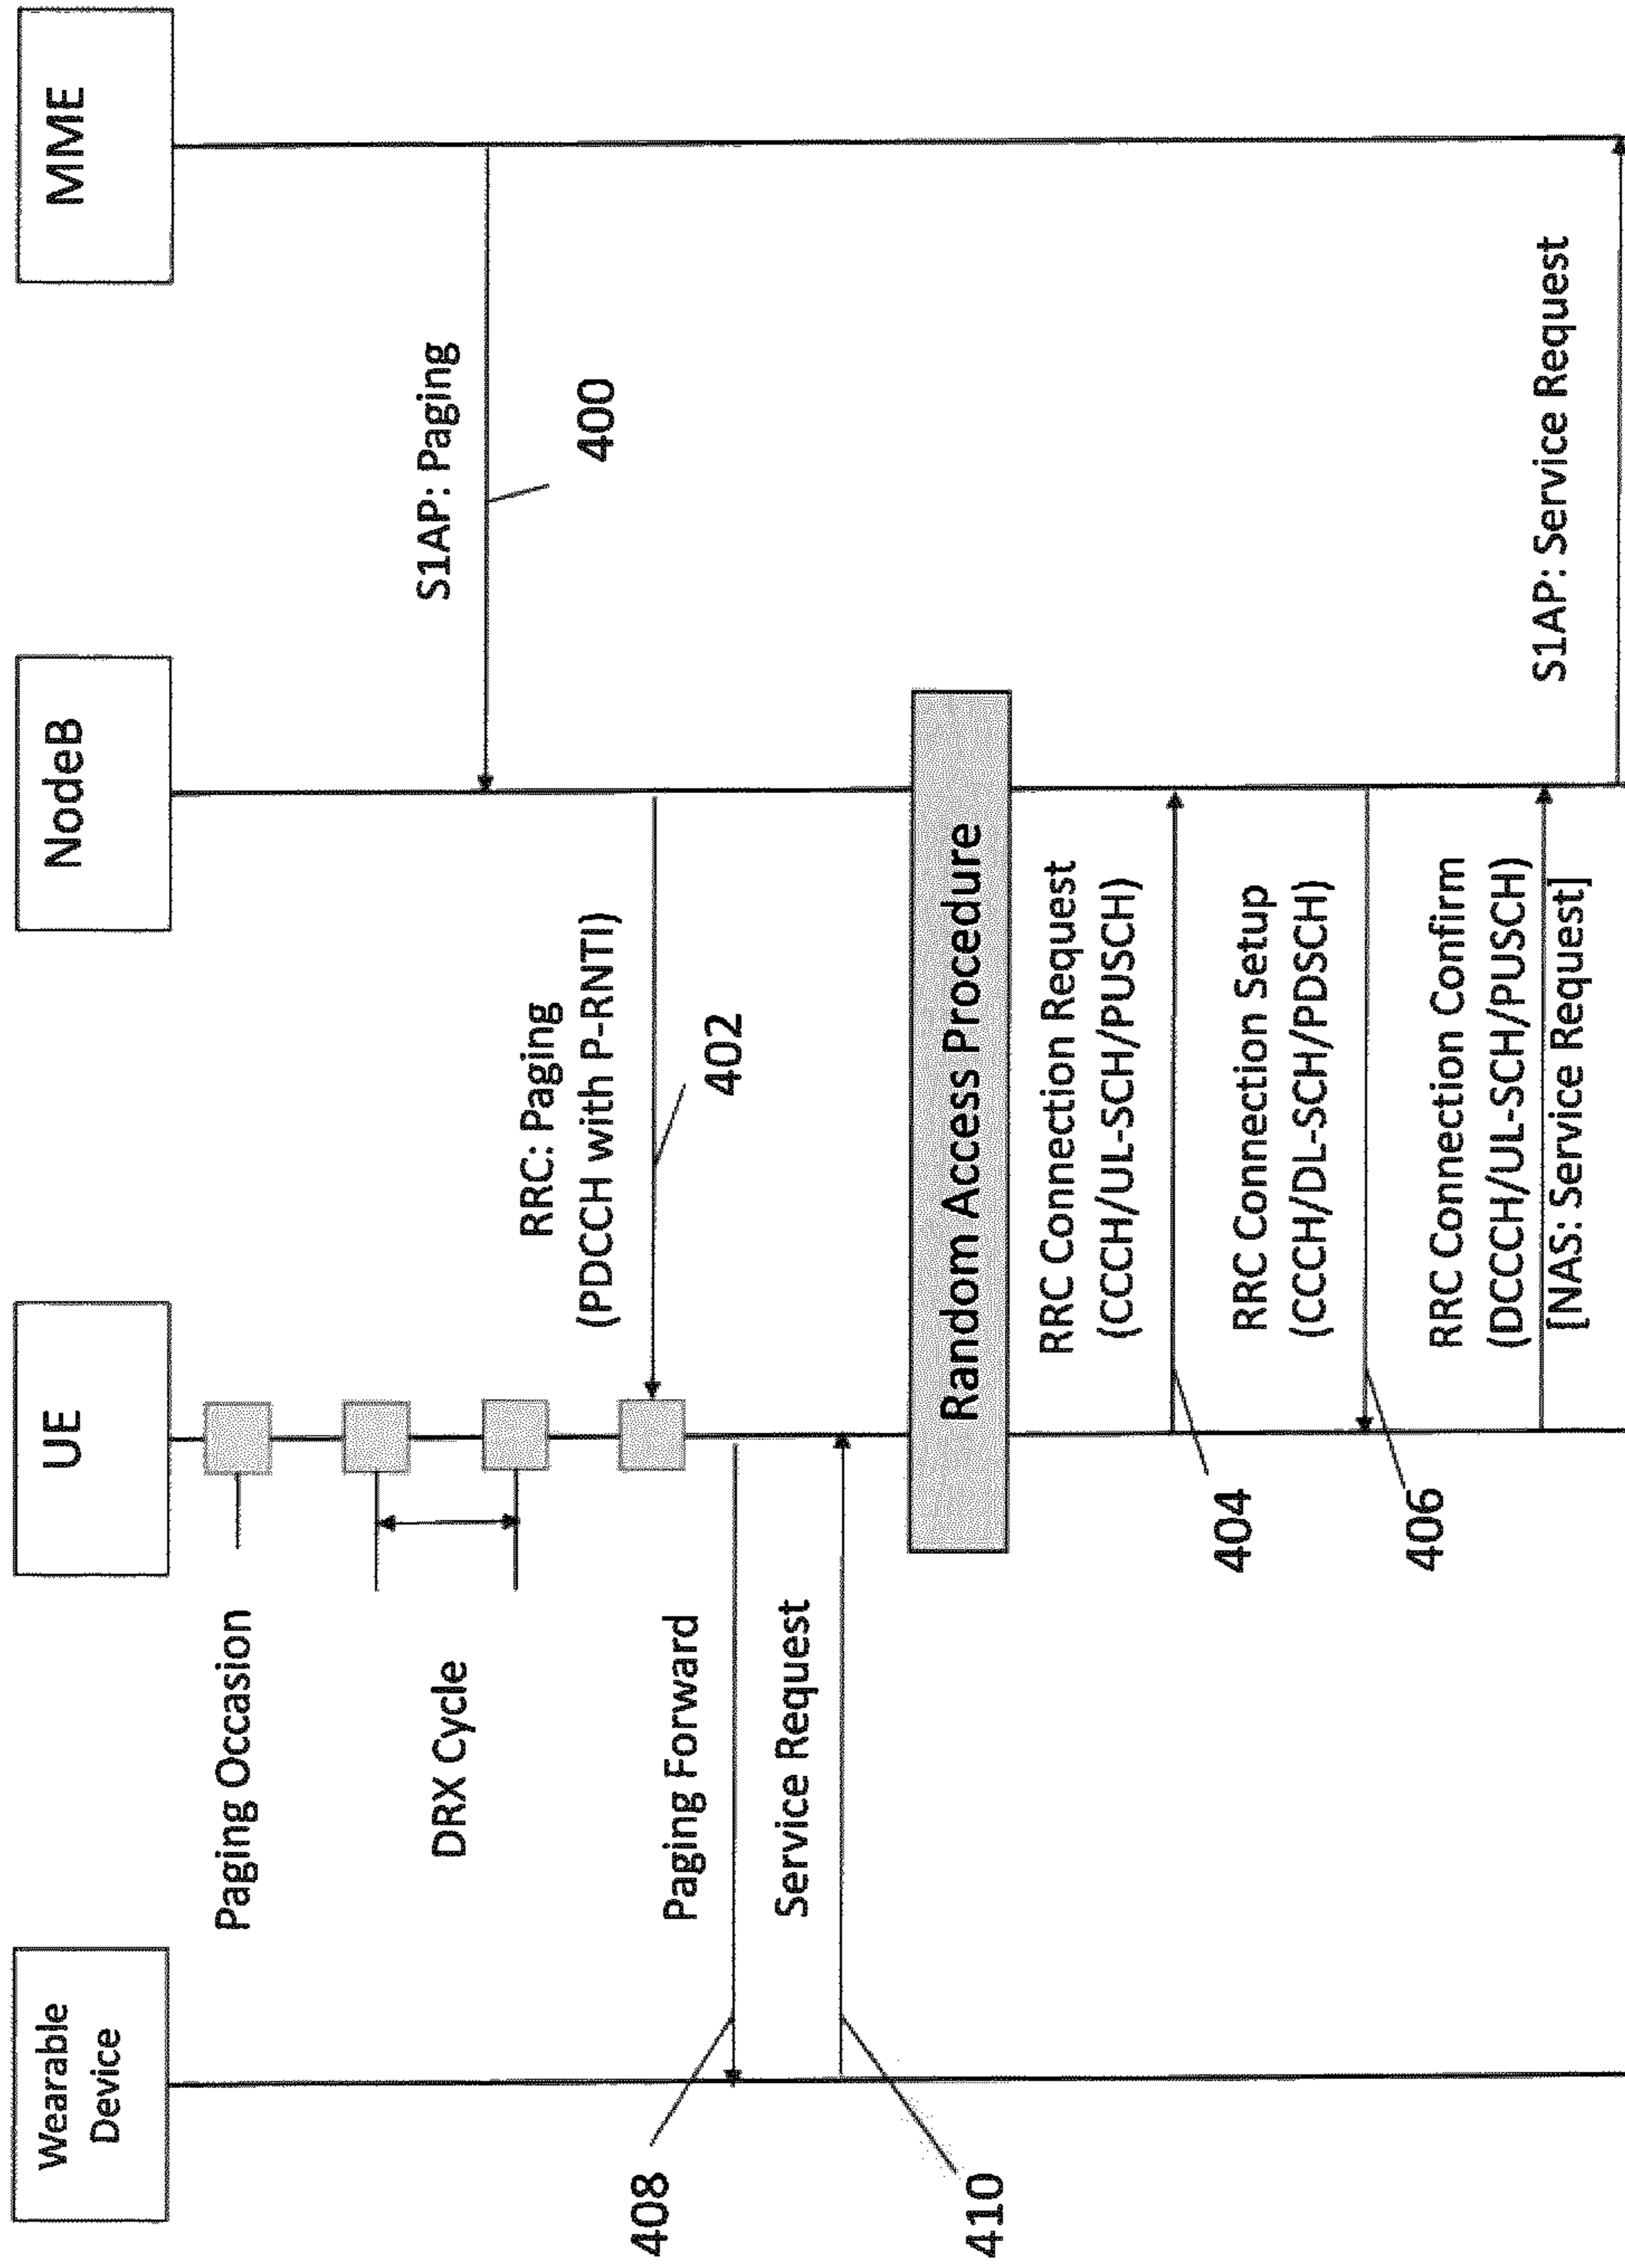 Wearable
Device
UE
NodeB
MME
Paging Occasion
DRX Cycle
S1AP: Paging
400
RRC: Paging
(PDCCH with P-RNTI)
402
Paging Forward
408
Service Request
410
Random Access Procedure
RRC Connection Request
(CCCH/UL-SCH/PUSCH)
404
RRC Connection Setup
(CCCH/DL-SCH/PDSCH)
406
RRC Connection Confirm
(DCCCH/UL-SCH/PUSCH)
[NAS: Service Request]
S1AP: Service Request